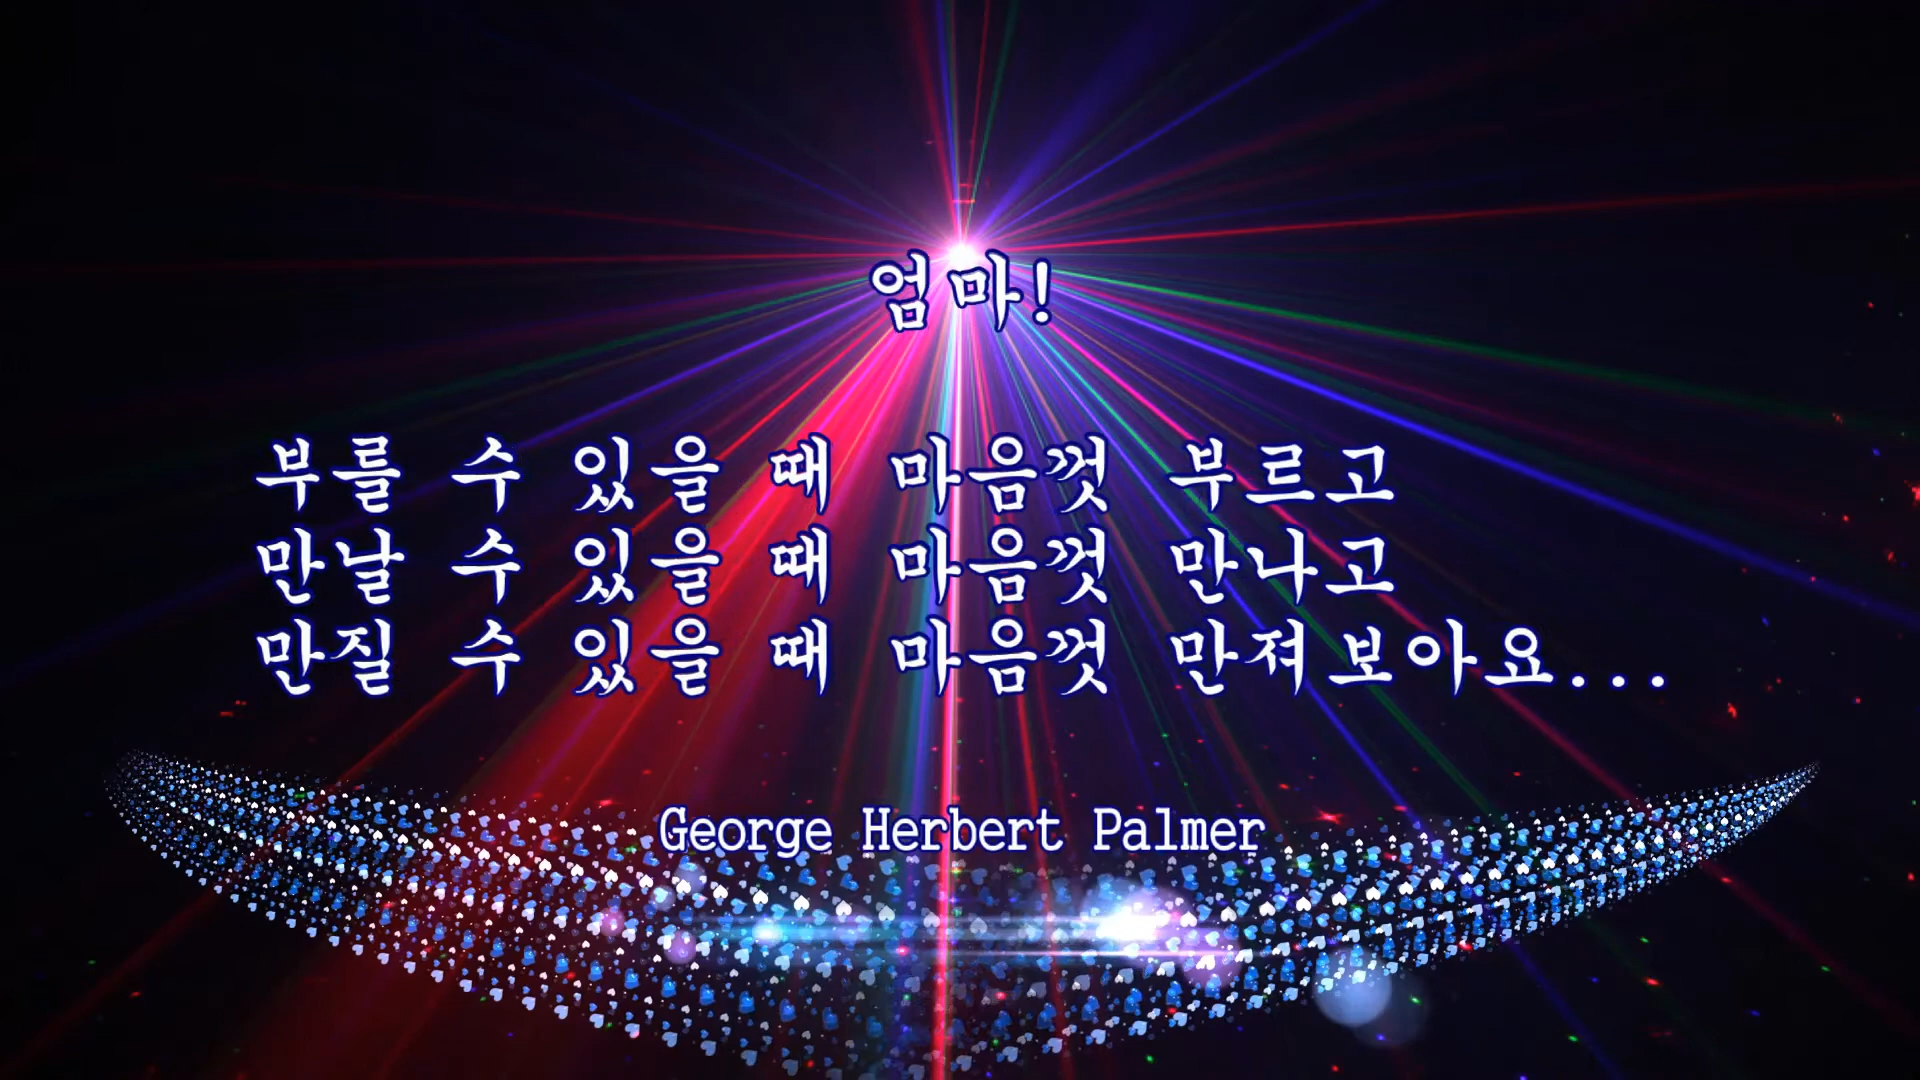 엄마!
부를 수 있을 때 마음껏 부르고
만날 수 있을 때 마음껏 만나고
만질 수 있을 때 마음껏 만져보아요...
George Herbert Palmer